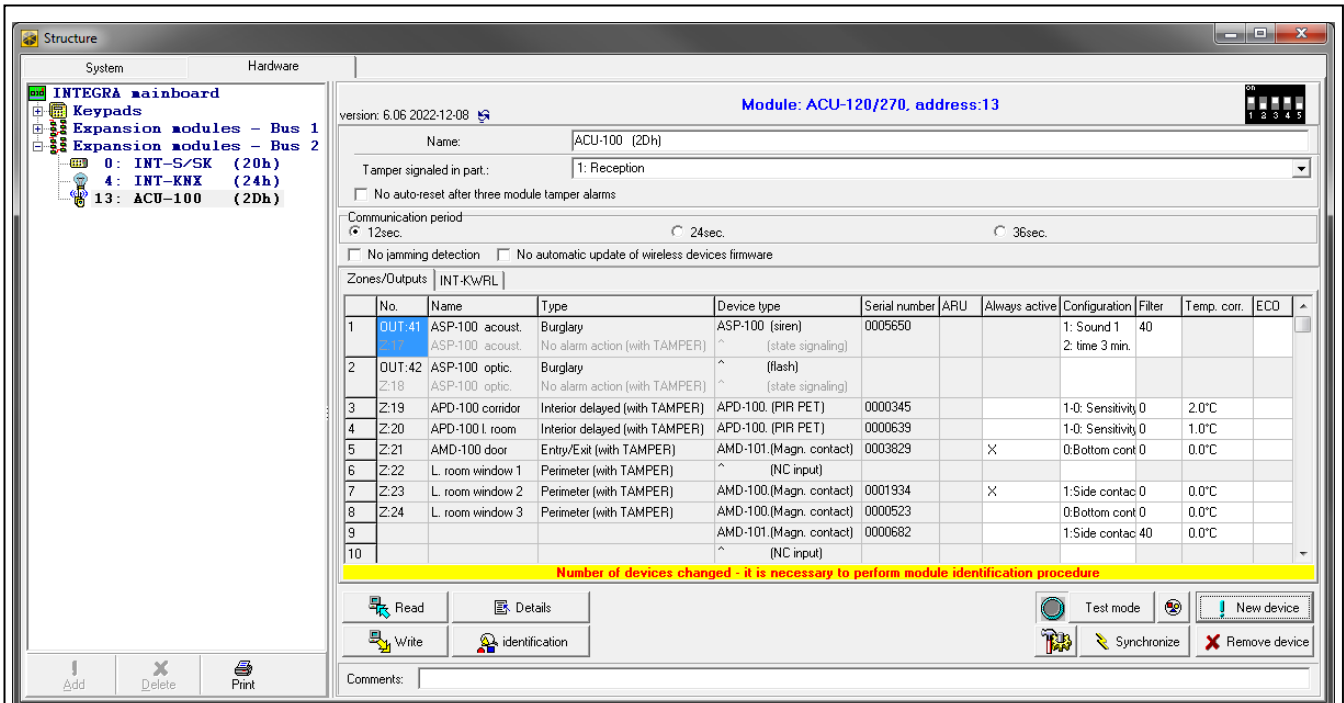 Structure
System Hardware
INTEGRA mainboard
Keypads
Expansion modules - Bus 1
Expansion modules - Bus 2
0: INT-S/SK (20h)
4: INT-KNX (24h)
13: ACU-100 (2Dh)
Add Delete Print
version: 6.06 2022-12-08 Module: ACU-120/270, address:13
on
1 2 3 4 5
Name: ACU-100 (2Dh)
Tamper signaled in part.: 1: Reception
No auto-reset after three module tamper alarms
Communication period
12sec. 24sec. 36sec.
No jamming detection No automatic update of wireless devices firmware
Zones/Outputs INT-KWRL
No. Name Type Device type Serial number ARU Always active Configuration Filter Temp. corr. ECO
1 OUT:41 ASP-100 acoust. Burglary ASP-100 (siren) 0005650 1: Sound 1 40
Z:17 ASP-100 acoust. No alarm action (with TAMPER) ^ (state signaling) 2: time 3 min.
2 OUT:42 ASP-100 optic. Burglary ^ (flash)
Z:18 ASP-100 optic. No alarm action (with TAMPER) ^ (state signaling)
3 Z:19 APD-100 corridor Interior delayed (with TAMPER) APD-100. (PIR PET) 0000345 1-0: Sensitivity 0 2.0°C
4 Z:20 APD-100 l. room Interior delayed (with TAMPER) APD-100. (PIR PET) 0000639 1-0: Sensitivity 0 1.0°C
5 Z:21 AMD-100 door Entry/Exit (with TAMPER) AMD-101.(Magn. contact) 0003829 X 0:Bottom cont 0 0.0°C
6 Z:22 L. room window 1 Perimeter (with TAMPER) ^ (NC input)
7 Z:23 L. room window 2 Perimeter (with TAMPER) AMD-100.(Magn. contact) 0001934 X 1:Side contac 0 0.0°C
8 Z:24 L. room window 3 Perimeter (with TAMPER) AMD-100.(Magn. contact) 0000523 0:Bottom cont 0 0.0°C
9 AMD-101.(Magn. contact) 0000682 1:Side contac 40 0.0°C
10 ^ (NC input)
Number of devices changed - it is necessary to perform module identification procedure
Read Details Test mode New device
Write identification Synchronize Remove device
Comments: